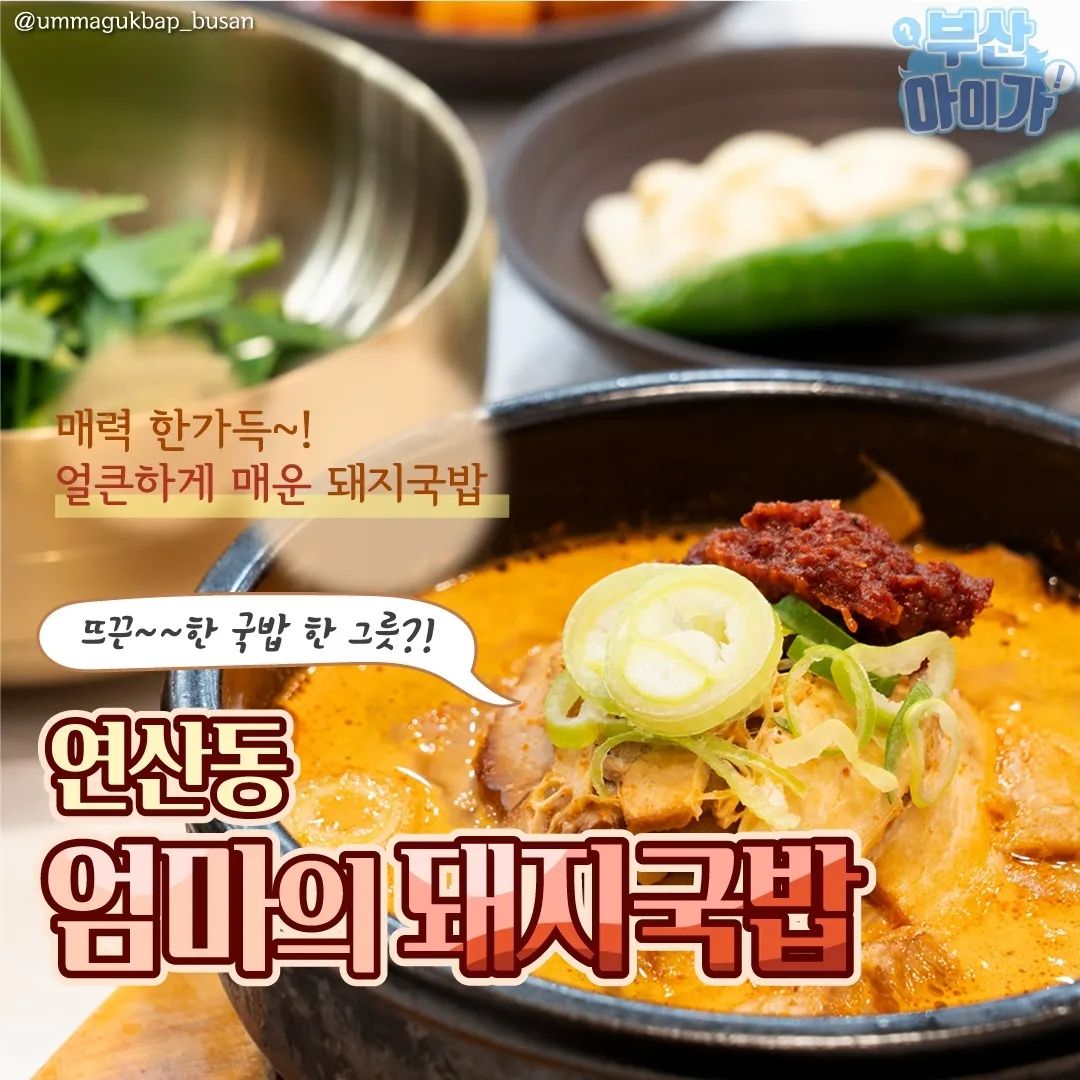 @ummagukbap_busan
부산
아이가!
매력 한가득~!
얼큰하게 매운 돼지국밥
뜨끈~~한 국밥 한 그릇?!
연산동
엄마의 돼지국밥